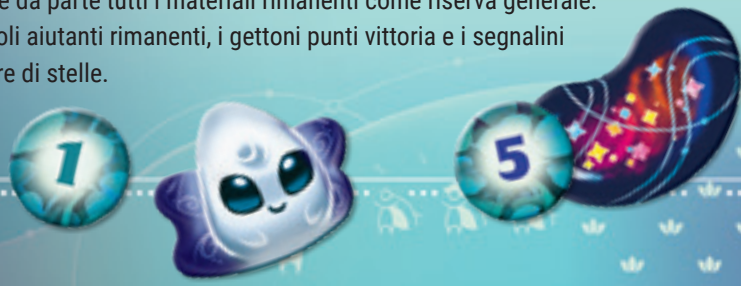 e da parte tutti i materiali rimanenti come riserva generale.
oli aiutanti rimanenti, i gettoni punti vittoria e i segnalini
re di stelle.
1
5